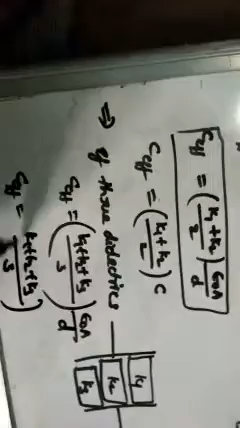 Ceff = (k₁+k₂/2) ε₀A/d
Ceff = (k₁+k₂/2) C
⇒ If three dielectrics
Ceff = (k₁+k₂+k₃/3) ε₀A/d
Ceff = (k₁+k₂+k₃/3)
k₁
k₂
k₃